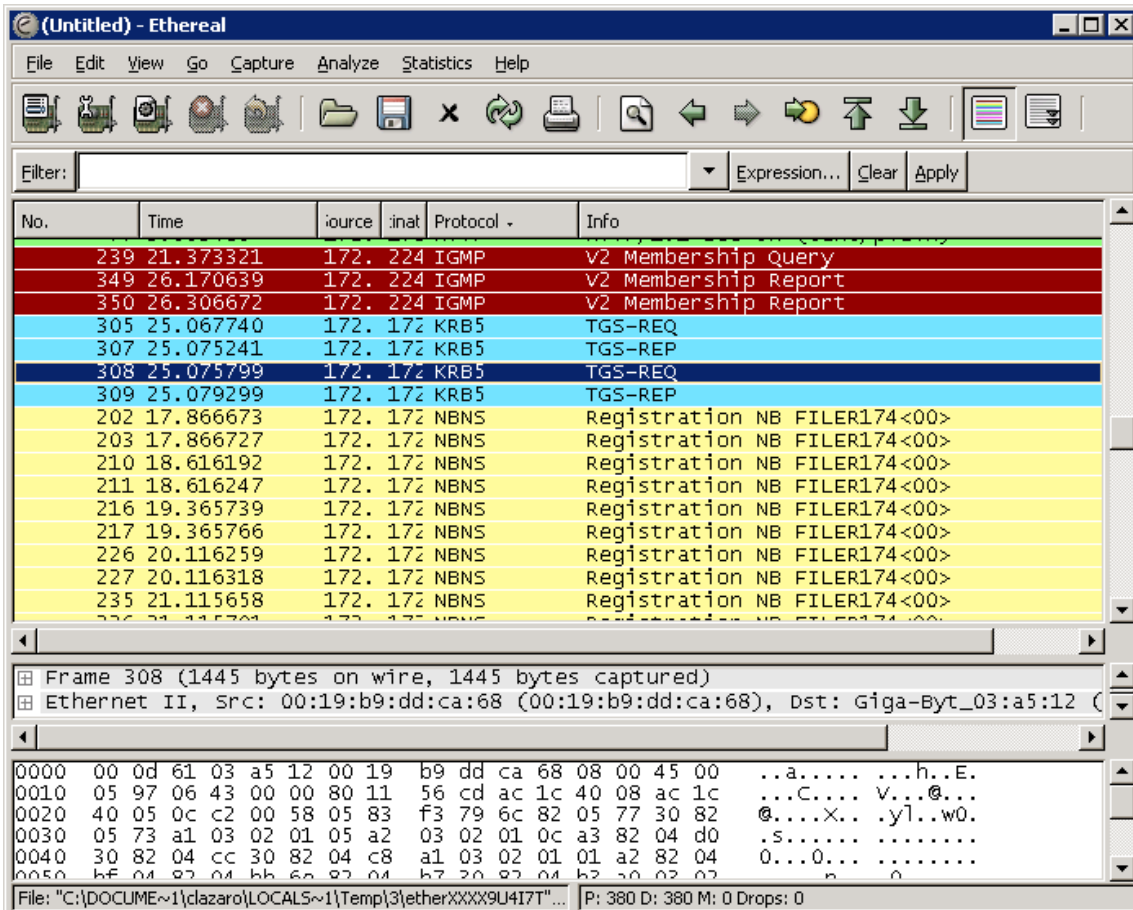 (Untitled) - Ethereal
File Edit View Go Capture Analyze Statistics Help
Filter: Expression... Clear Apply
No. Time ource inat Protocol Info
239 21.373321 172. 224 IGMP V2 Membership Query
349 26.170639 172. 224 IGMP V2 Membership Report
350 26.306672 172. 224 IGMP V2 Membership Report
305 25.067740 172. 172 KRB5 TGS-REQ
307 25.075241 172. 172 KRB5 TGS-REP
308 25.075799 172. 172 KRB5 TGS-REQ
309 25.079299 172. 172 KRB5 TGS-REP
202 17.866673 172. 172 NBNS Registration NB FILER174<00>
203 17.866727 172. 172 NBNS Registration NB FILER174<00>
210 18.616192 172. 172 NBNS Registration NB FILER174<00>
211 18.616247 172. 172 NBNS Registration NB FILER174<00>
216 19.365739 172. 172 NBNS Registration NB FILER174<00>
217 19.365766 172. 172 NBNS Registration NB FILER174<00>
226 20.116259 172. 172 NBNS Registration NB FILER174<00>
227 20.116318 172. 172 NBNS Registration NB FILER174<00>
235 21.115658 172. 172 NBNS Registration NB FILER174<00>
Frame 308 (1445 bytes on wire, 1445 bytes captured)
Ethernet II, Src: 00:19:b9:dd:ca:68 (00:19:b9:dd:ca:68), Dst: Giga-Byt_03:a5:12 (
0000 00 0d 61 03 a5 12 00 19 b9 dd ca 68 08 00 45 00 ..a..... ...h..E.
0010 05 97 06 43 00 00 80 11 56 cd ac 1c 40 08 ac 1c ...C.... V...@...
0020 40 05 0c c2 00 58 05 83 f3 79 6c 82 05 77 30 82 @....X.. .yl..w0.
0030 05 73 a1 03 02 01 05 a2 03 02 01 0c a3 82 04 d0 .s...... ........
0040 30 82 04 cc 30 82 04 c8 a1 03 02 01 01 a2 82 04 0...0... ........
File: "C:\DOCUME~1\clazaro\LOCALS~1\Temp\3\etherXXXX9U4I7T"... P: 380 D: 380 M: 0 Drops: 0